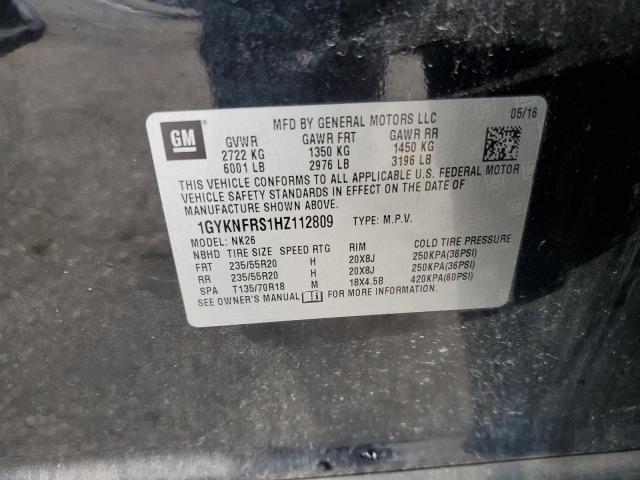 GM
MFD BY GENERAL MOTORS LLC 05/16
GVWR GAWR FRT GAWR RR
2722 KG 1350 KG 1450 KG
6001 LB 2976 LB 3196 LB
THIS VEHICLE CONFORMS TO ALL APPLICABLE U.S. FEDERAL MOTOR
VEHICLE SAFETY STANDARDS IN EFFECT ON THE DATE OF
MANUFACTURE SHOWN ABOVE.
1GYKNFRS1HZ112809 TYPE: M.P.V.
MODEL: NK26
NBHD TIRE SIZE SPEED RTG RIM COLD TIRE PRESSURE
FRT 235/55R20 H 20X8J 250KPA(36PSI)
RR 235/55R20 H 20X8J 250KPA(36PSI)
SPA T135/70R18 M 18X4.5B 420KPA(60PSI)
SEE OWNER'S MANUAL FOR MORE INFORMATION.